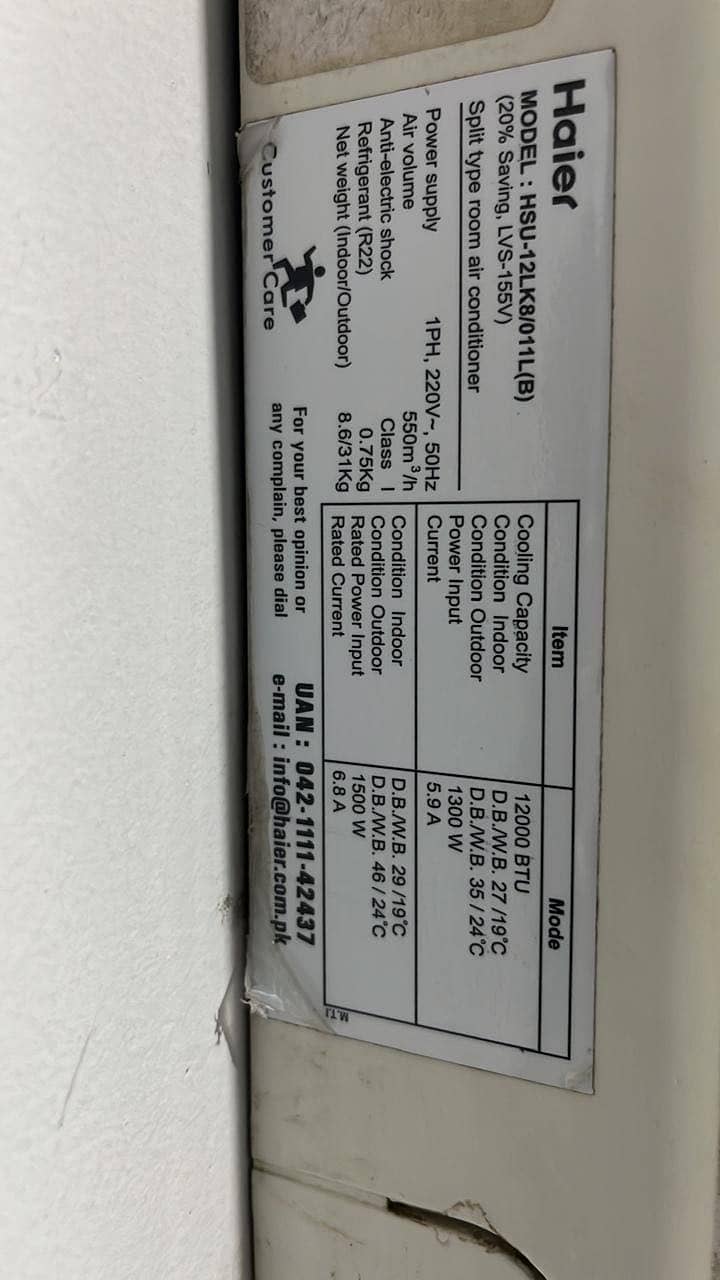 Haier
MODEL : HSU-12LK8/011L(B)
(20% Saving, LVS-155V)
Split type room air conditioner
Power supply 1PH, 220V~, 50Hz
Air volume 550m³/h
Anti-electric shock Class I
Refrigerant (R22) 0.75Kg
Net weight (Indoor/Outdoor) 8.6/31Kg
Item Mode
Cooling Capacity 12000 BTU
Condition Indoor D.B./W.B. 27 /19°C
Condition Outdoor D.B./W.B. 35 / 24°C
Power Input 1300 W
Current 5.9 A
Condition Indoor D.B./W.B. 29 /19°C
Condition Outdoor D.B./W.B. 46 / 24°C
Rated Power Input 1500 W
Rated Current 6.8 A
M.T.I
Customer Care
For your best opinion or
any complain, please dial
UAN : 042-1111-42437
e-mail : info@haier.com.pk